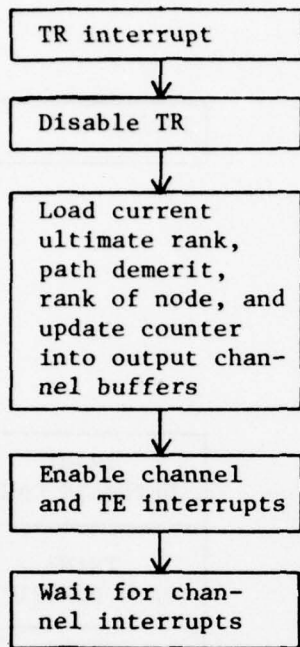 TR interrupt
Disable TR
Load current
ultimate rank,
path demerit,
rank of node, and
update counter
into output chan-
nel buffers
Enable channel
and TE interrupts
Wait for chan-
nel interrupts